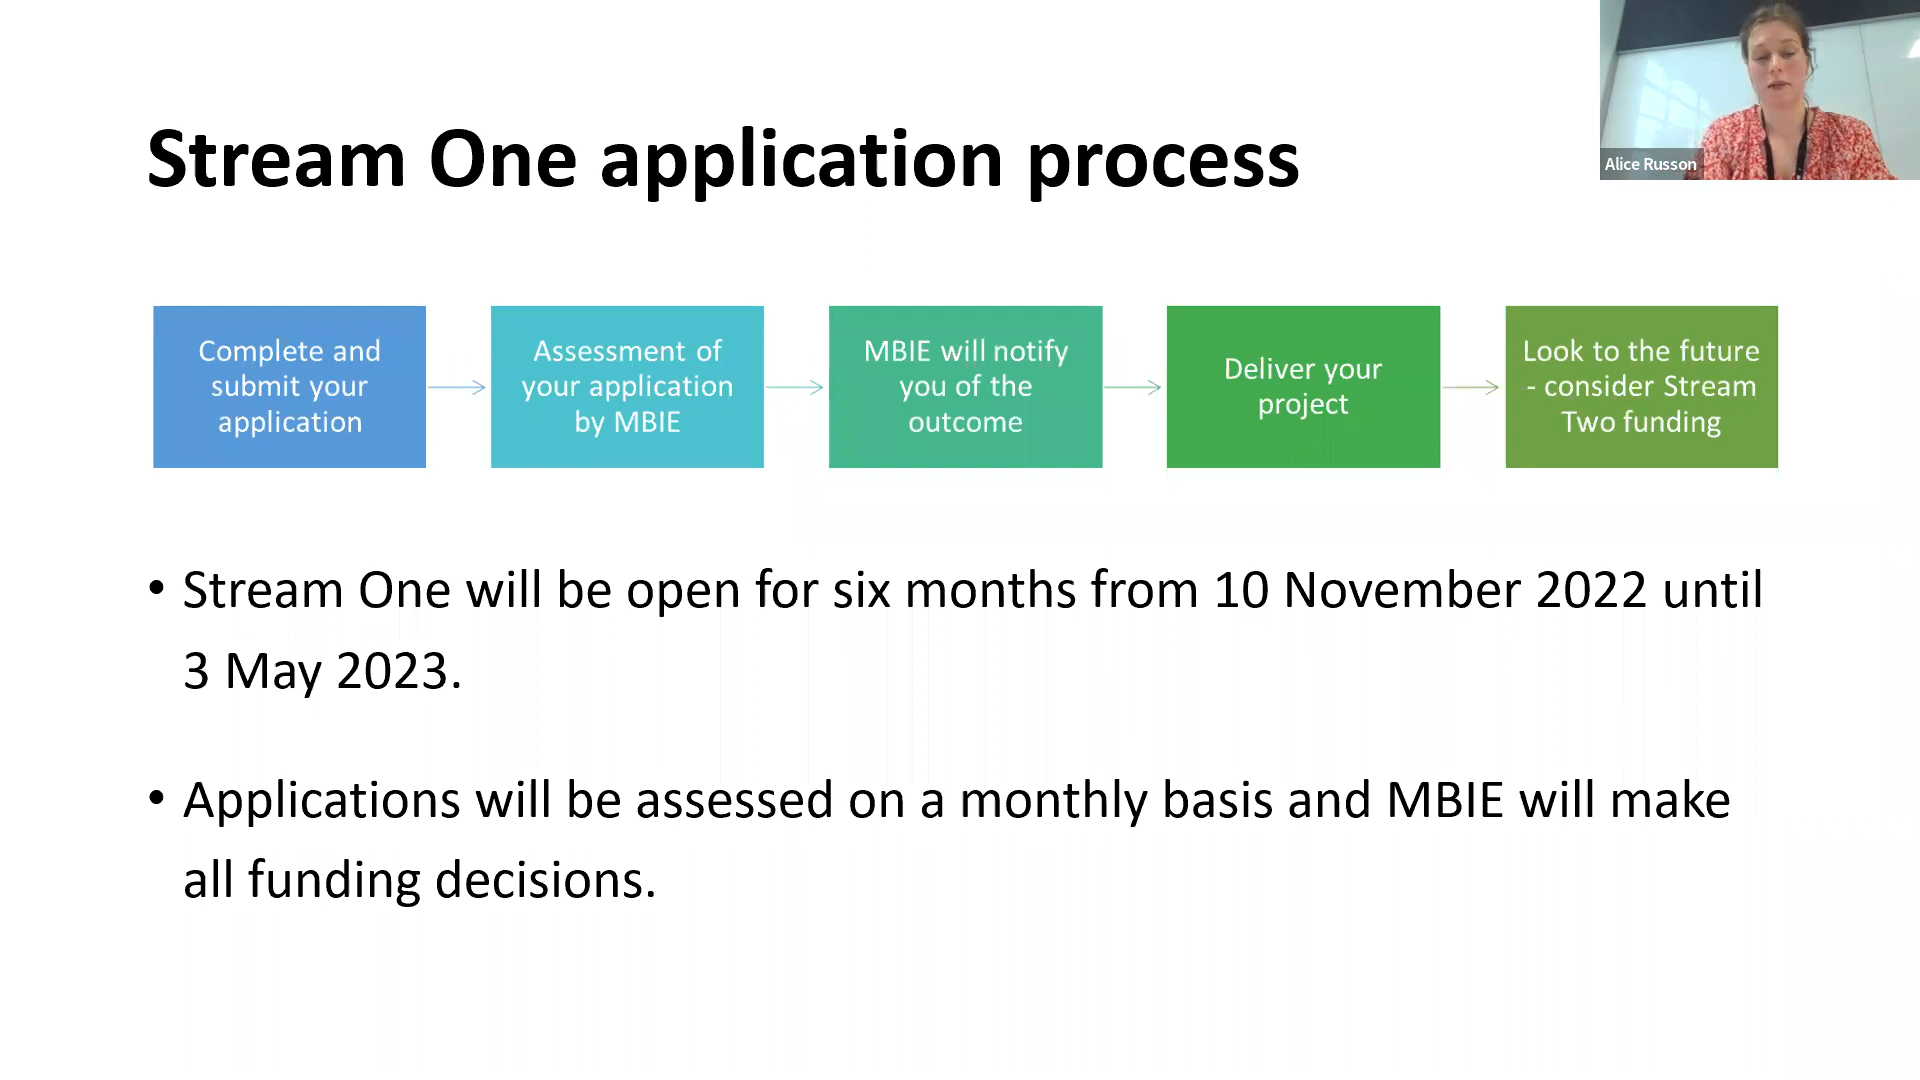 Stream One application process
Alice Russon
Complete and
submit your
application
Assessment of
your application
by MBIE
MBIE will notify
you of the
outcome
Deliver your
project
Look to the future
- consider Stream
Two funding
• Stream One will be open for six months from 10 November 2022 until
3 May 2023.
• Applications will be assessed on a monthly basis and MBIE will make
all funding decisions.